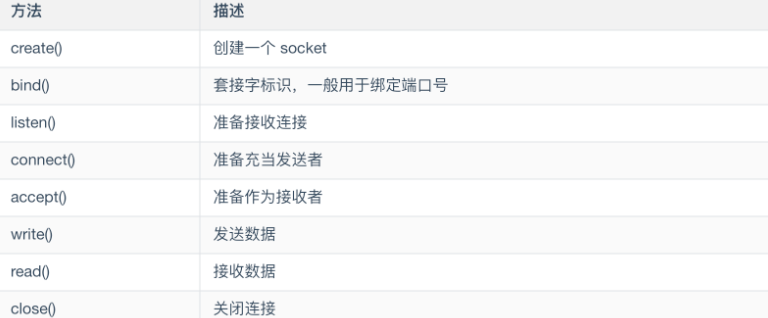 方法 描述
create() 创建一个 socket
bind() 套接字标识，一般用于绑定端口号
listen() 准备接收连接
connect() 准备充当发送者
accept() 准备作为接收者
write() 发送数据
read() 接收数据
close() 关闭连接